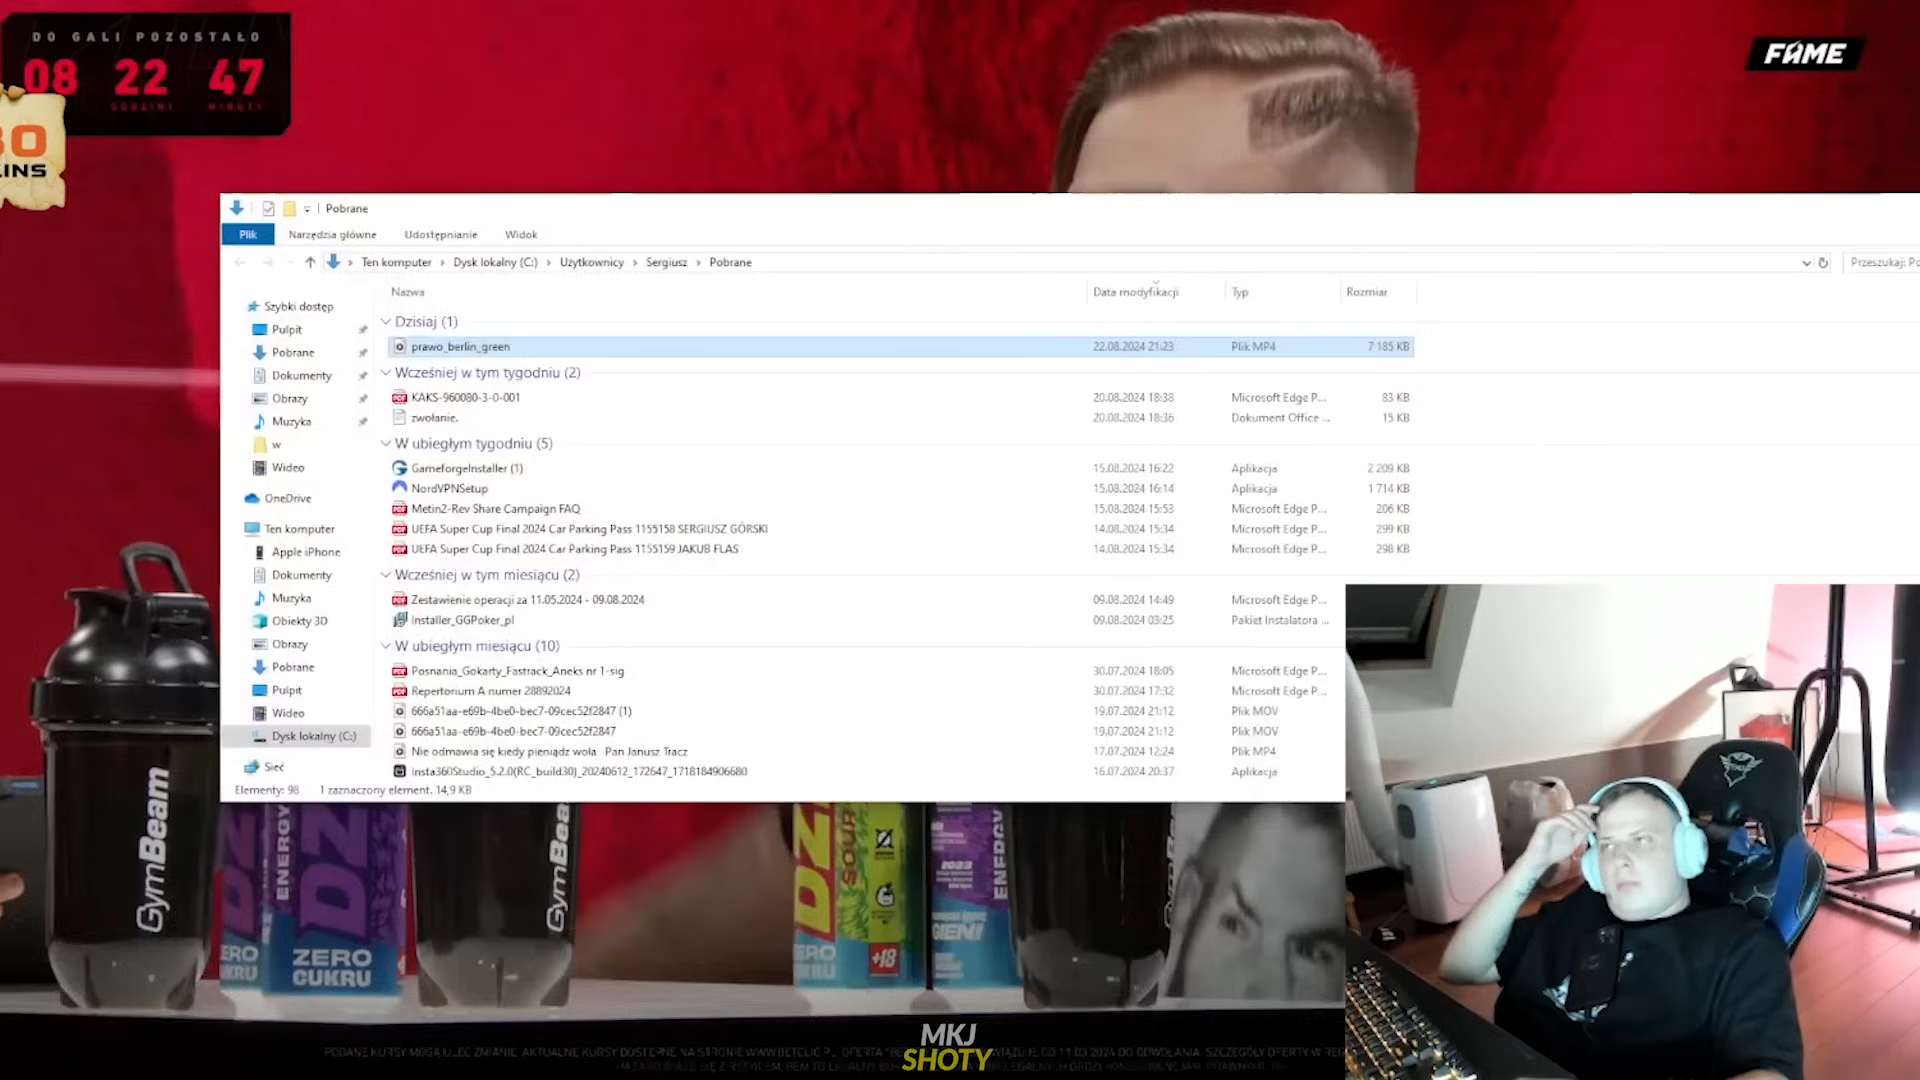 DO GALI POZOSTAŁO
08 22 47
GODZINY MINUTY
FAME
Pobrane
Plik Narzędzia główne Udostępnianie Widok
Ten komputer Dysk lokalny (C:) Użytkownicy Sergiusz Pobrane
Przeszukaj: Po
Nazwa Data modyfikacji Typ Rozmiar
Szybki dostęp
Pulpit
Pobrane
Dokumenty
Obrazy
Muzyka
w
Wideo
OneDrive
Ten komputer
Apple iPhone
Dokumenty
Muzyka
Obiekty 3D
Obrazy
Pobrane
Pulpit
Wideo
Dysk lokalny (C:)
Sieć
Dzisiaj (1)
prawo_berlin_green 22.08.2024 21:23 Plik MP4 7 185 KB
Wcześniej w tym tygodniu (2)
KAKS-960080-3-0-001 20.08.2024 18:38 Microsoft Edge P... 83 KB
zwołanie. 20.08.2024 18:36 Dokument Office ... 15 KB
W ubiegłym tygodniu (5)
GameforgeInstaller (1) 15.08.2024 16:22 Aplikacja 2 209 KB
NordVPNSetup 15.08.2024 16:14 Aplikacja 1 714 KB
Metin2-Rev Share Campaign FAQ 15.08.2024 15:53 Microsoft Edge P... 206 KB
UEFA Super Cup Final 2024 Car Parking Pass 1155158 SERGIUSZ GÓRSKI 14.08.2024 15:34 Microsoft Edge P... 299 KB
UEFA Super Cup Final 2024 Car Parking Pass 1155159 JAKUB FLAS 14.08.2024 15:34 Microsoft Edge P... 298 KB
Wcześniej w tym miesiącu (2)
Zestawienie operacji za 11.05.2024 - 09.08.2024 09.08.2024 14:49 Microsoft Edge P...
Installer_GGPoker_pl 09.08.2024 03:25 Pakiet Instalatora ...
W ubiegłym miesiącu (10)
Posnania_Gokarty_Fastrack_Aneks nr 1-sig 30.07.2024 18:05 Microsoft Edge P...
Repertorium A numer 28892024 30.07.2024 17:32 Microsoft Edge P...
666a51aa-e69b-4be0-bec7-09cec52f2847 (1) 19.07.2024 21:12 Plik MOV
666a51aa-e69b-4be0-bec7-09cec52f2847 19.07.2024 21:12 Plik MOV
Nie odmawia się kiedy pieniądz woła Pan Janusz Tracz 17.07.2024 12:24 Plik MP4
Insta360Studio_5.2.0(RC_build30)_20240612_172647_1718184906680 16.07.2024 20:37 Aplikacja
Elementy: 98 1 zaznaczony element. 14,9 KB
GymBeam
ENERGY
ZERO
CUKRU
SOUR
+18
2023
ENERGY
MKJ
SHOTY